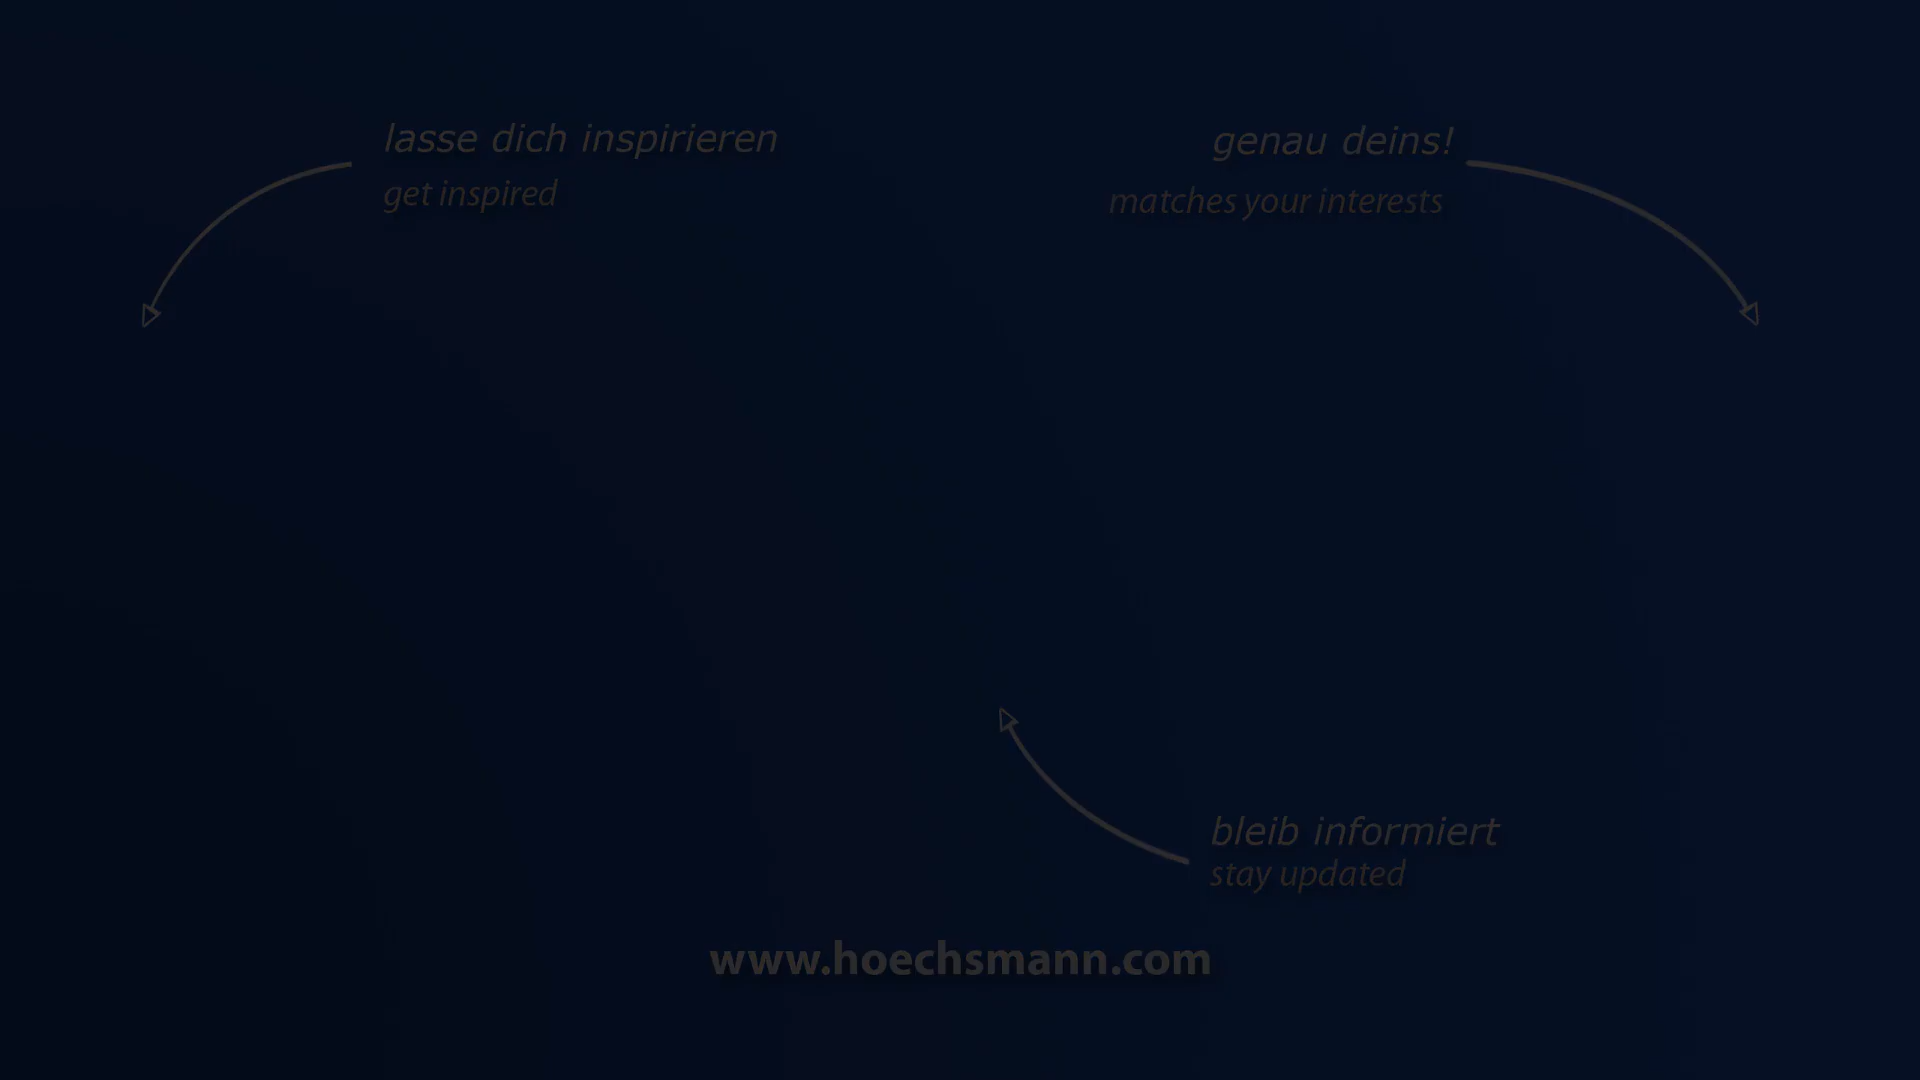 lasse dich inspirieren
get inspired
genau deins!
matches your interests
bleib informiert
stay updated
www.hoechsmann.com